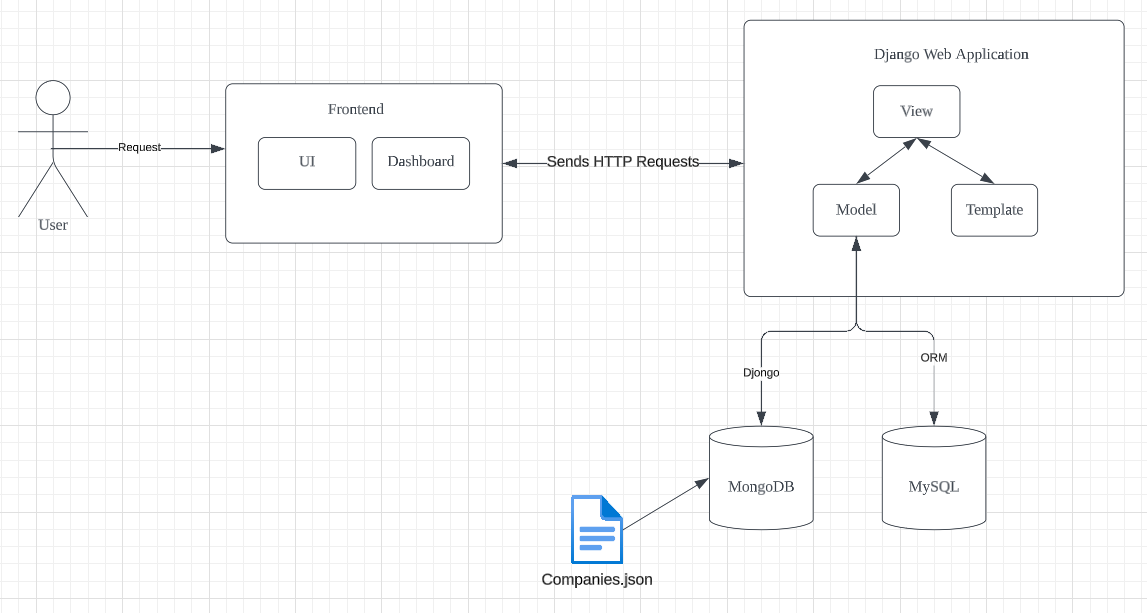 Django Web Application
View
Model
Template
Frontend
UI
Dashboard
Request
Sends HTTP Requests
User
Djongo
ORM
MongoDB
MySQL
Companies.json